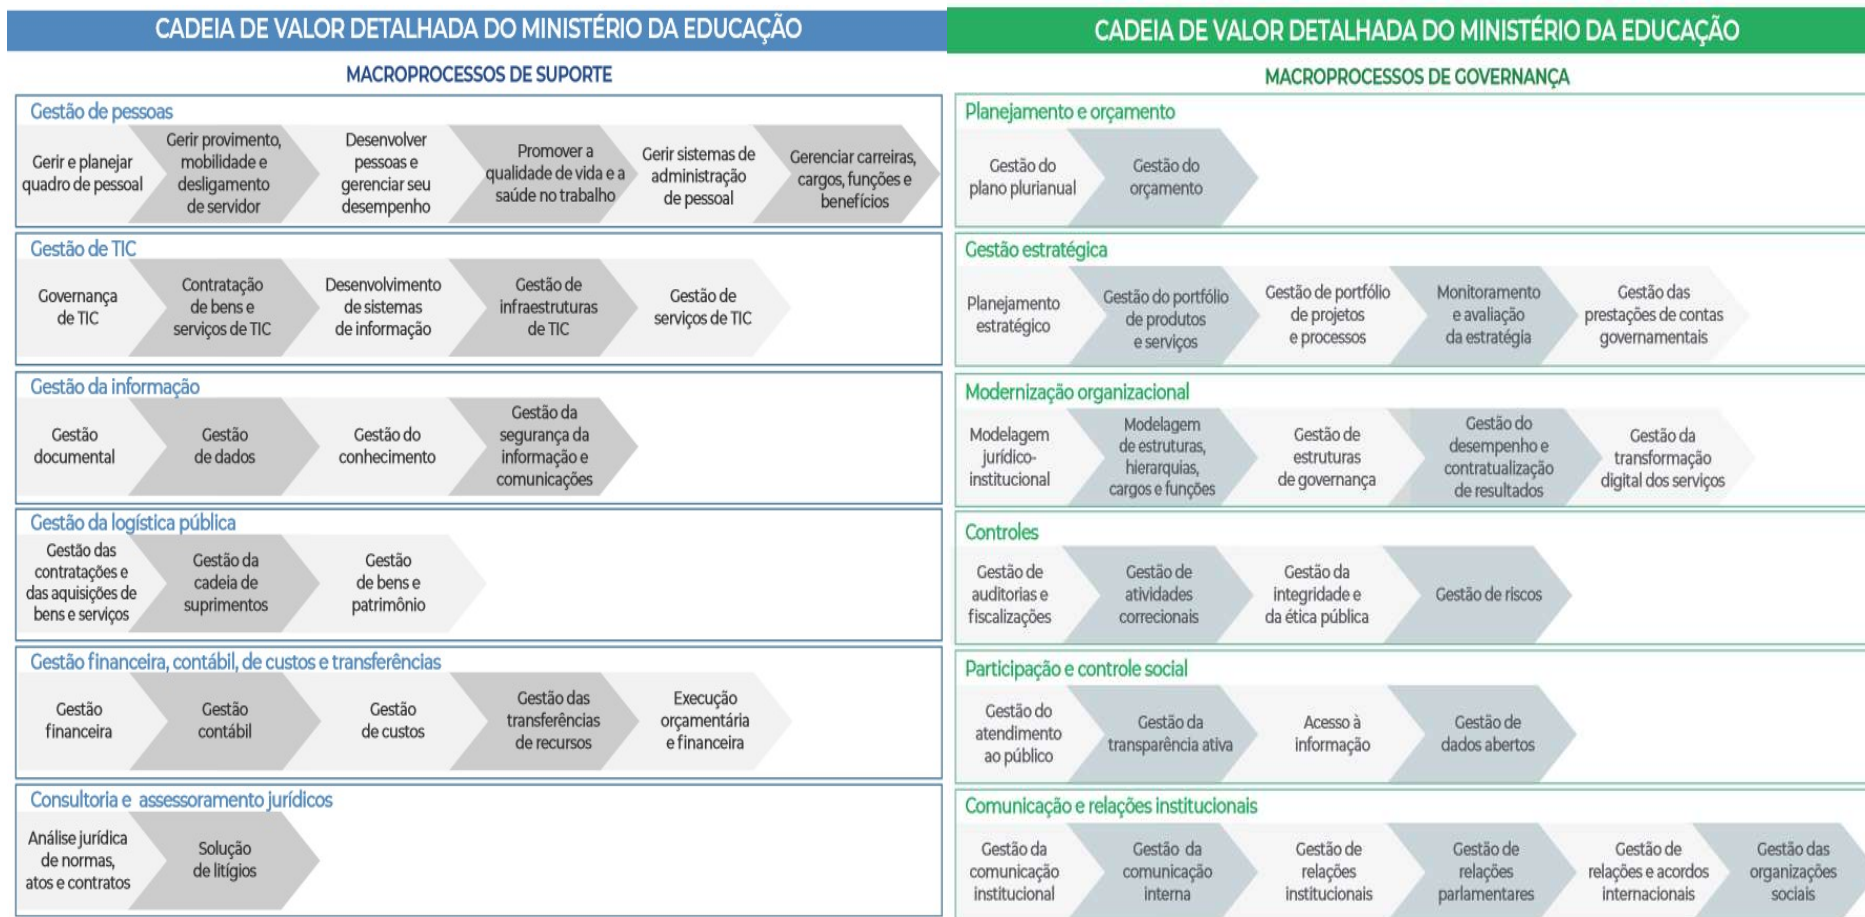 CADEIA DE VALOR DETALHADA DO MINISTÉRIO DA EDUCAÇÃO
MACROPROCESSOS DE SUPORTE
Gestão de pessoas
Gerir e planejar
quadro de pessoal
Gerir provimento,
mobilidade e
desligamento
de servidor
Desenvolver
pessoas e
gerenciar seu
desempenho
Promover a
qualidade de vida e a
saúde no trabalho
Gerir sistemas de
administração
de pessoal
Gerenciar carreiras,
cargos, funções e
benefícios
Gestão de TIC
Governança
de TIC
Contratação
de bens e
serviços de TIC
Desenvolvimento
de sistemas
de informação
Gestão de
infraestruturas
de TIC
Gestão de
serviços de TIC
Gestão da informação
Gestão
documental
Gestão
de dados
Gestão do
conhecimento
Gestão da
segurança da
informação e
comunicações
Gestão da logística pública
Gestão das
contratações e
das aquisições de
bens e serviços
Gestão da
cadeia de
suprimentos
Gestão
de bens e
patrimônio
Gestão financeira, contábil, de custos e transferências
Gestão
financeira
Gestão
contábil
Gestão
de custos
Gestão das
transferências
de recursos
Execução
orçamentária
e financeira
Consultoria e assessoramento jurídicos
Análise jurídica
de normas,
atos e contratos
Solução
de litígios
CADEIA DE VALOR DETALHADA DO MINISTÉRIO DA EDUCAÇÃO
MACROPROCESSOS DE GOVERNANÇA
Planejamento e orçamento
Gestão do
plano plurianual
Gestão do
orçamento
Gestão estratégica
Planejamento
estratégico
Gestão do portfólio
de produtos
e serviços
Gestão de portfólio
de projetos
e processos
Monitoramento
e avaliação
da estratégia
Gestão das
prestações de contas
governamentais
Modernização organizacional
Modelagem
jurídico-
institucional
Modelagem
de estruturas,
hierarquias,
cargos e funções
Gestão de
estruturas
de governança
Gestão do
desempenho e
contratualização
de resultados
Gestão da
transformação
digital dos serviços
Controles
Gestão de
auditorias e
fiscalizações
Gestão de
atividades
correcionais
Gestão da
integridade e
da ética pública
Gestão de riscos
Participação e controle social
Gestão do
atendimento
ao público
Gestão da
transparência ativa
Acesso à
informação
Gestão de
dados abertos
Comunicação e relações institucionais
Gestão da
comunicação
institucional
Gestão da
comunicação
interna
Gestão de
relações
institucionais
Gestão de
relações
parlamentares
Gestão de
relações e acordos
internacionais
Gestão das
organizações
sociais